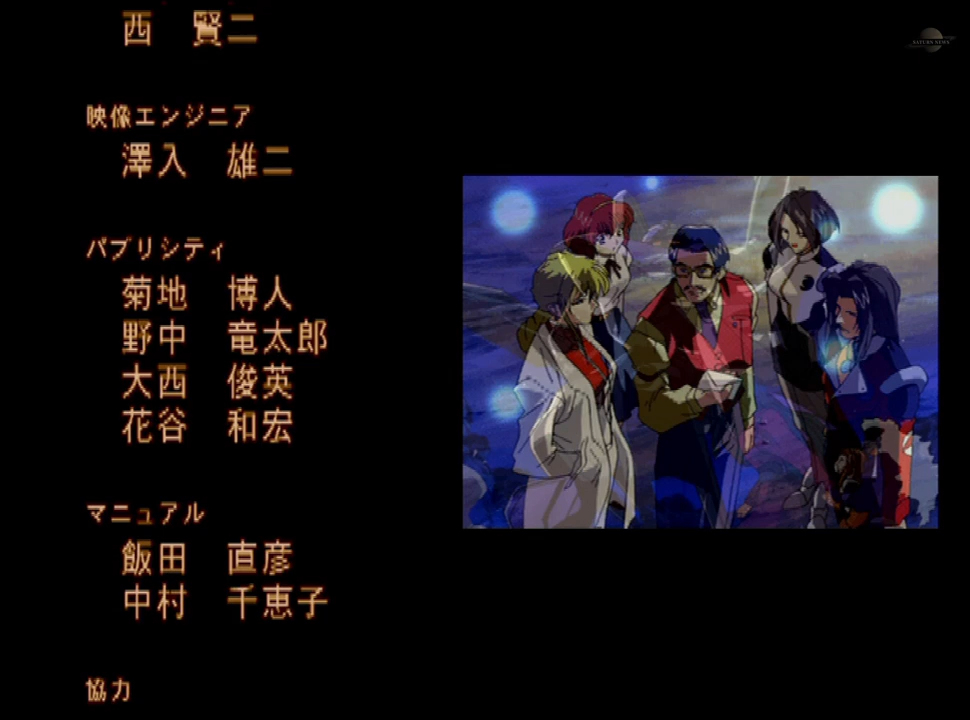 西 賢二
SATURN NEWS
映像エンジニア
澤入 雄二
パブリシティ
菊地 博人
野中 竜太郎
大西 俊英
花谷 和宏
マニュアル
飯田 直彦
中村 千恵子
協力